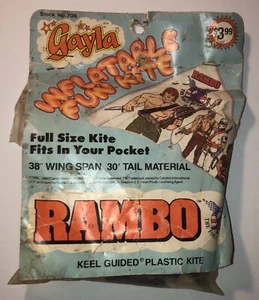 Stock No. 708
Gayla
$3.99
INFLATABLE
FUN KITE
RAMBO
Full Size Kite
Fits In Your Pocket
38" WING SPAN 30' TAIL MATERIAL
RAMBO
KEEL GUIDED® PLASTIC KITE